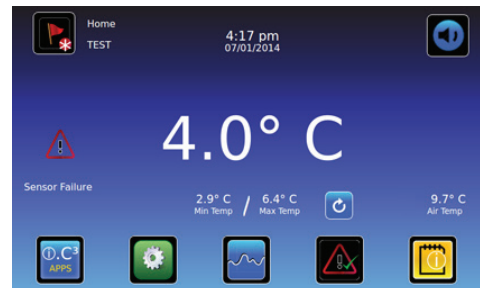 Home
TEST
4:17 pm
07/01/2014
4.0° C
Sensor Failure
2.9° C / 6.4° C
Min Temp Max Temp
9.7° C
Air Temp
i.C³
APPS